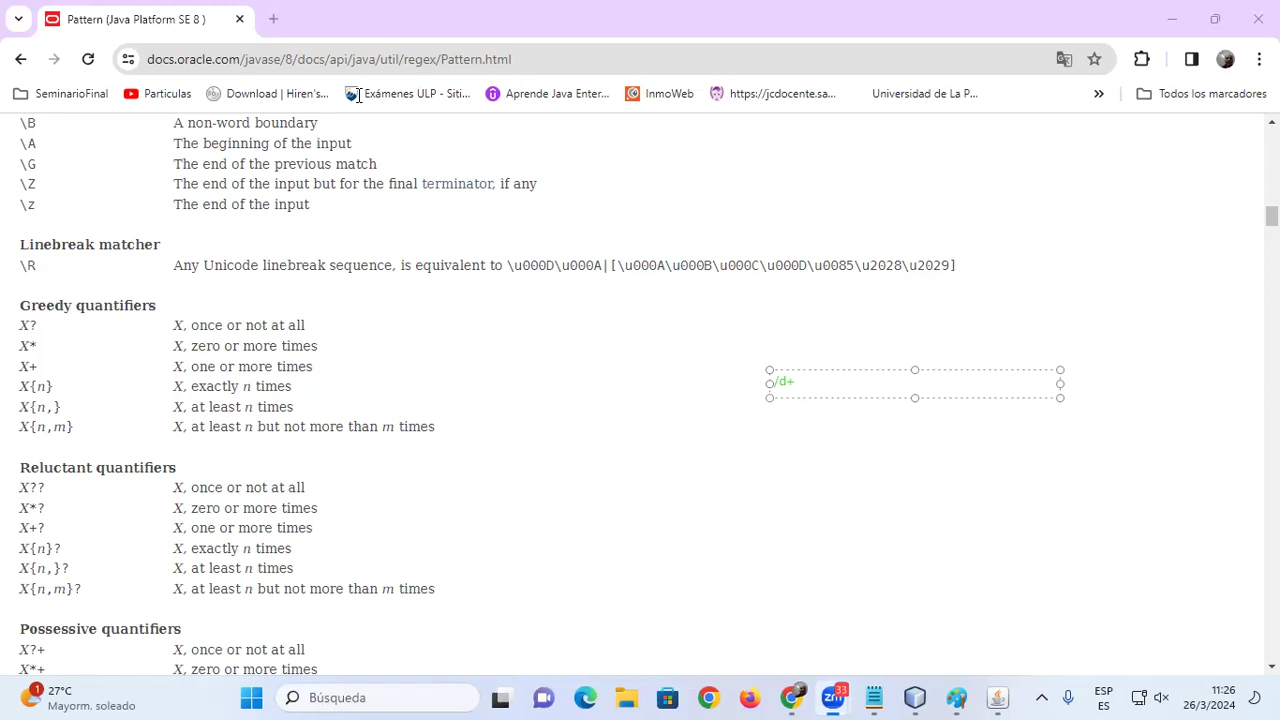 Pattern (Java Platform SE 8 )
docs.oracle.com/javase/8/docs/api/java/util/regex/Pattern.html
SeminarioFinal
Particulas
Download | Hiren's...
Exámenes ULP - Siti...
Aprende Java Enter...
InmoWeb
https://jcdocente.sa...
Universidad de La P...
»
Todos los marcadores
\B A non-word boundary
\A The beginning of the input
\G The end of the previous match
\Z The end of the input but for the final terminator, if any
\z The end of the input
Linebreak matcher
\R Any Unicode linebreak sequence, is equivalent to \u000D\u000A|[\u000A\u000B\u000C\u000D\u0085\u2028\u2029]
Greedy quantifiers
X? X, once or not at all
X* X, zero or more times
X+ X, one or more times
X{n} X, exactly n times
X{n,} X, at least n times
X{n,m} X, at least n but not more than m times
/d+
Reluctant quantifiers
X?? X, once or not at all
X*? X, zero or more times
X+? X, one or more times
X{n}? X, exactly n times
X{n,}? X, at least n times
X{n,m}? X, at least n but not more than m times
Possessive quantifiers
X?+ X, once or not at all
X*+ X, zero or more times
1
27°C
Mayorm. soleado
Búsqueda
zm
33
ESP
ES
11:26
26/3/2024